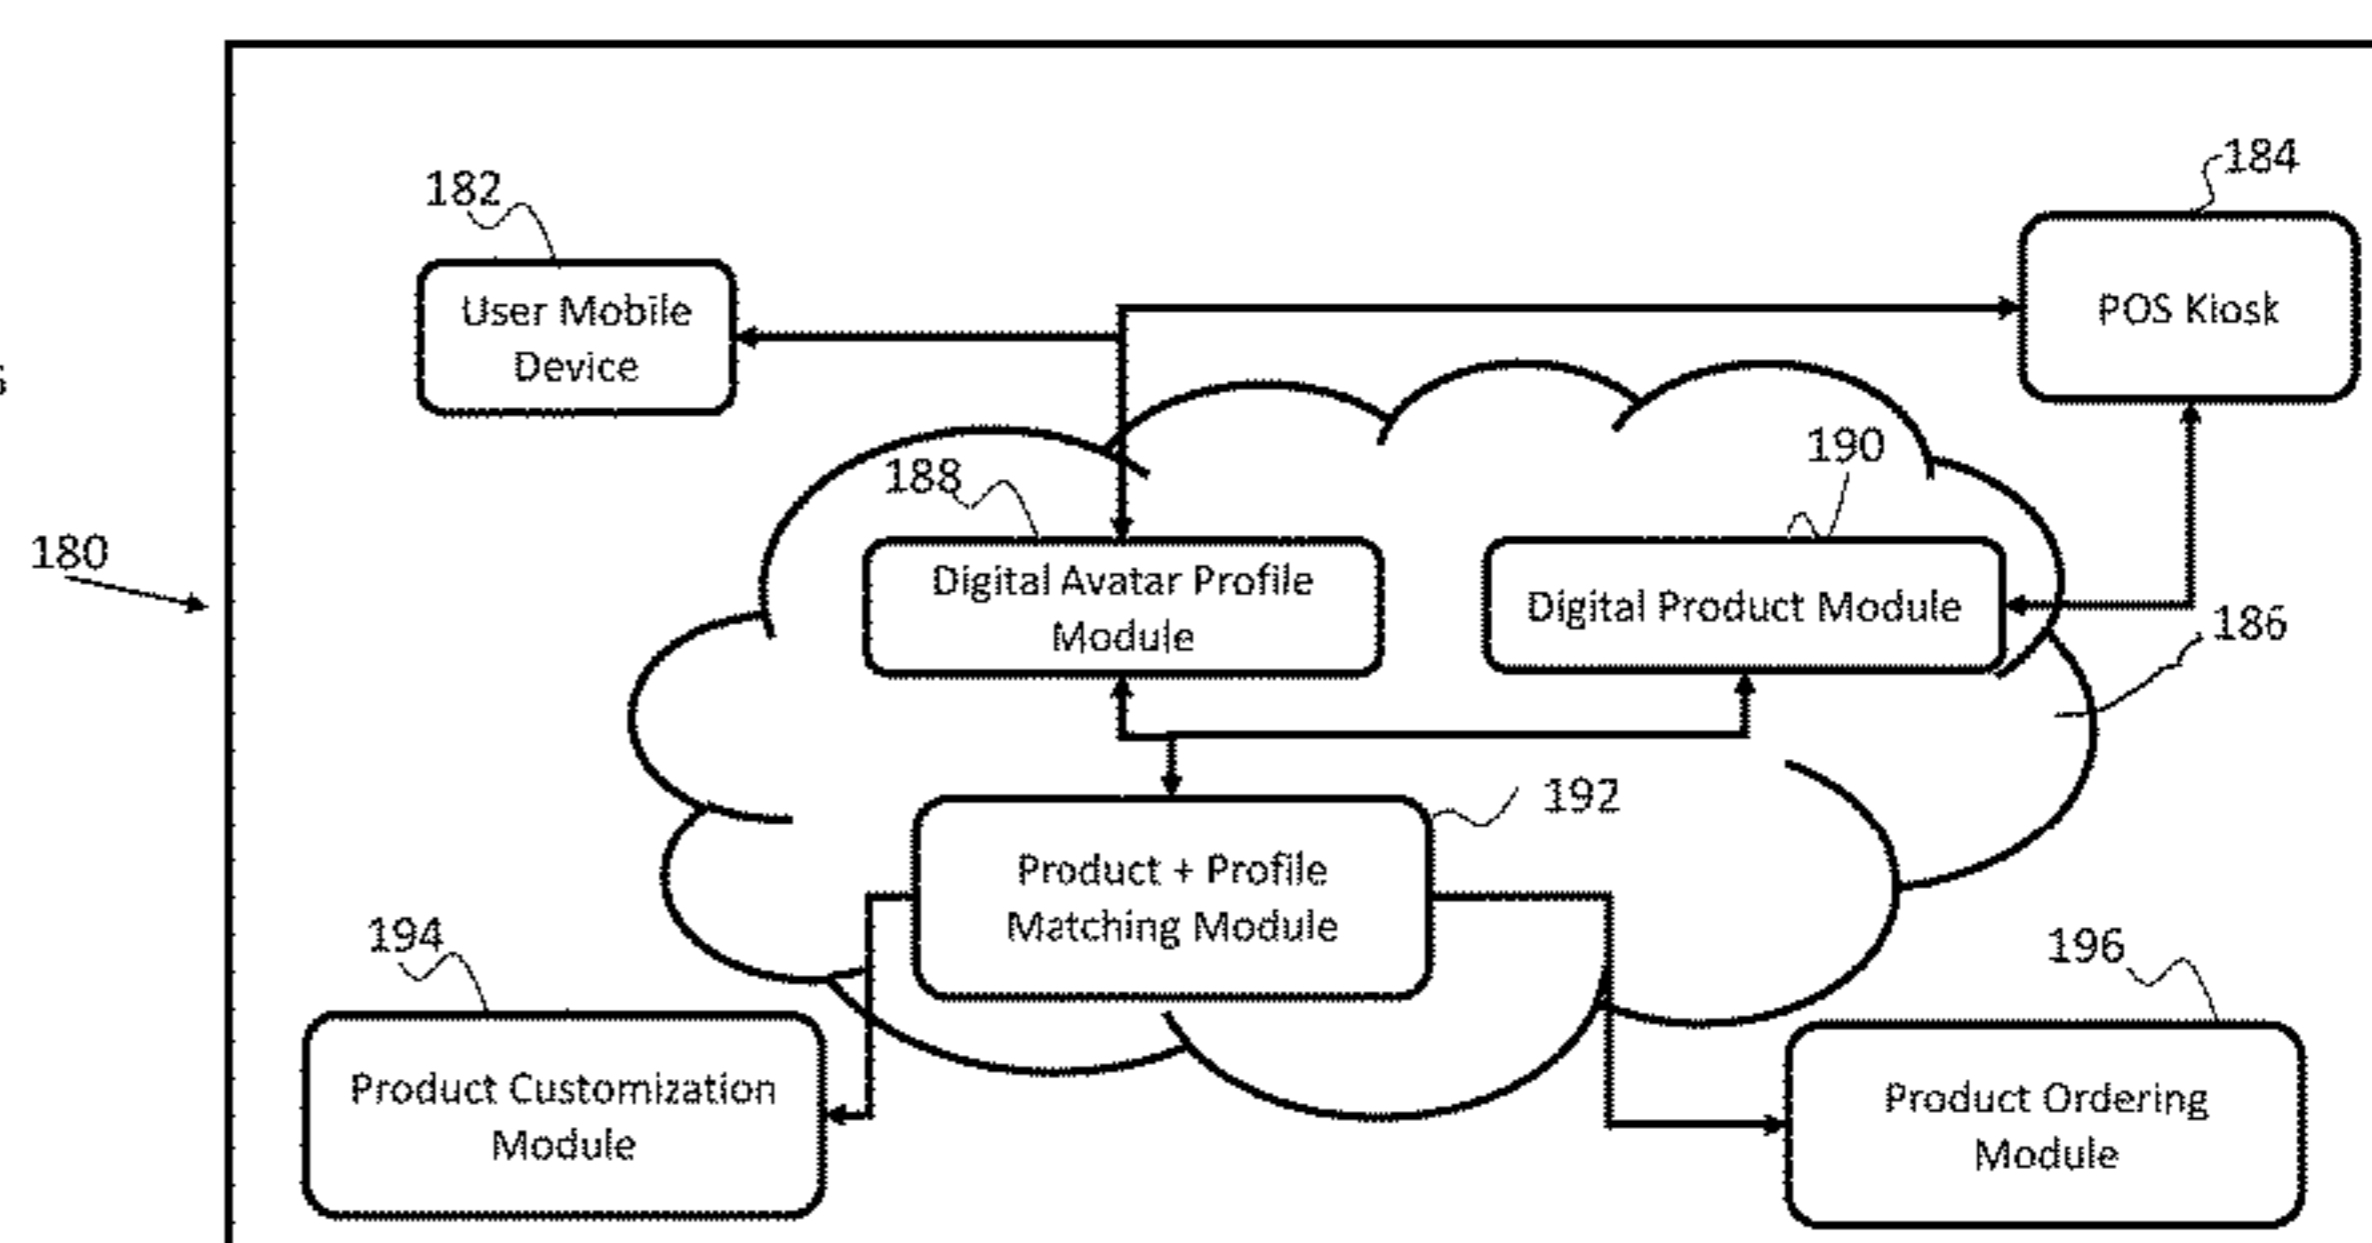 184
182
User Mobile
Device
POS Kiosk
190
188
180
Digital Avatar Profile
Module
Digital Product Module
186
192
Product + Profile
Matching Module
194
196
Product Customization
Module
Product Ordering
Module